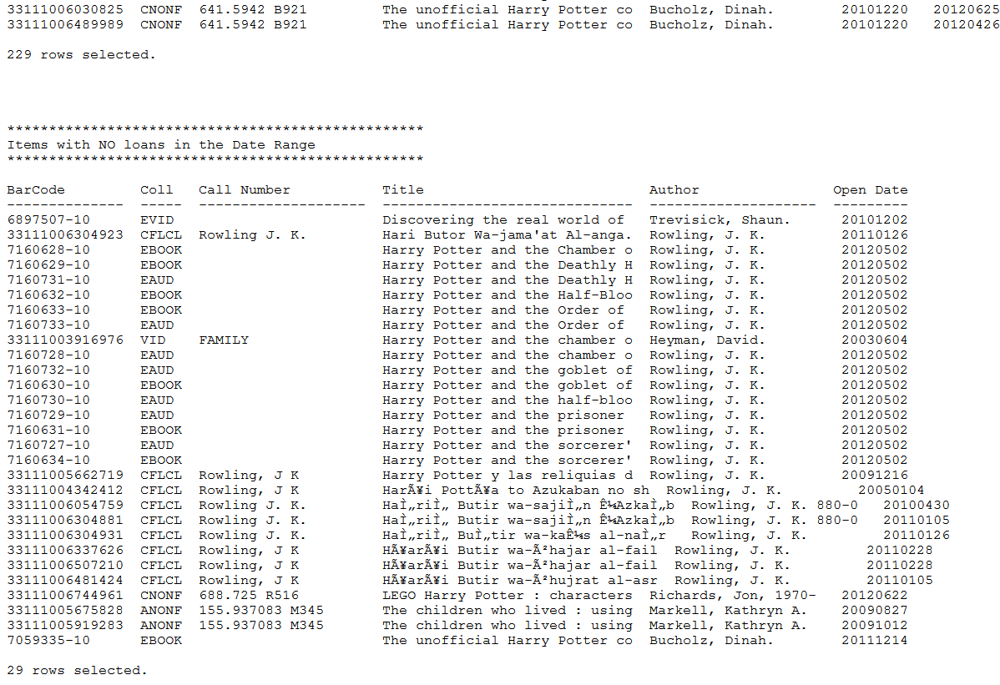 33111006030825  CNONF  641.5942 B921         The unofficial Harry Potter co  Bucholz, Dinah.        20101220   20120625
33111006489989  CNONF  641.5942 B921         The unofficial Harry Potter co  Bucholz, Dinah.        20101220   20120426
229 rows selected.
**************************************************
Items with NO loans in the Date Range
**************************************************
BarCode         Coll   Call Number           Title                           Author                Open Date
--------------  -----  --------------------  ------------------------------  --------------------  ---------
6897507-10      EVID                         Discovering the real world of   Trevisick, Shaun.      20101202
33111006304923  CFLCL  Rowling J. K.         Hari Butor Wa-jama'at Al-anga.  Rowling, J. K.         20110126
7160628-10      EBOOK                        Harry Potter and the Chamber o  Rowling, J. K.         20120502
7160629-10      EBOOK                        Harry Potter and the Deathly H  Rowling, J. K.         20120502
7160731-10      EAUD                         Harry Potter and the Deathly H  Rowling, J. K.         20120502
7160632-10      EBOOK                        Harry Potter and the Half-Bloo  Rowling, J. K.         20120502
7160633-10      EBOOK                        Harry Potter and the Order of   Rowling, J. K.         20120502
7160733-10      EAUD                         Harry Potter and the Order of   Rowling, J. K.         20120502
33111003916976  VID    FAMILY                Harry Potter and the chamber o  Heyman, David.         20030604
7160728-10      EAUD                         Harry Potter and the chamber o  Rowling, J. K.         20120502
7160732-10      EAUD                         Harry Potter and the goblet of  Rowling, J. K.         20120502
7160630-10      EBOOK                        Harry Potter and the goblet of  Rowling, J. K.         20120502
7160730-10      EAUD                         Harry Potter and the half-bloo  Rowling, J. K.         20120502
7160729-10      EAUD                         Harry Potter and the prisoner   Rowling, J. K.         20120502
7160631-10      EBOOK                        Harry Potter and the prisoner   Rowling, J. K.         20120502
7160727-10      EAUD                         Harry Potter and the sorcerer'  Rowling, J. K.         20120502
7160634-10      EBOOK                        Harry Potter and the sorcerer'  Rowling, J. K.         20120502
33111005662719  CFLCL  Rowling, J K          Harry Potter y las reliquias d  Rowling, J. K.         20091216
33111004342412  CFLCL  Rowling, J K          HarÃ¥i PottÃ¥a to Azukaban no sh  Rowling, J. K.         20050104
33111006054759  CFLCL  Rowling J. K.         HaÌ„riÌ„ Butir wa-sajiÌ„n Ê¼AzkaÌ„b  Rowling, J. K. 880-0   20100430
33111006304881  CFLCL  Rowling J. K.         HaÌ„riÌ„ Butir wa-sajiÌ„n Ê¼AzkaÌ„b  Rowling, J. K. 880-0   20110105
33111006304931  CFLCL  Rowling J. K.         HaÌ„riÌ„ BuÌ„tir wa-kaÊ¼s al-naÌ„r   Rowling, J. K.         20110126
33111006337626  CFLCL  Rowling, J K          HÃ¥arÃ¥i Butir wa-Ã²hajar al-fail  Rowling, J. K.         20110228
33111006507210  CFLCL  Rowling, J K          HÃ¥arÃ¥i Butir wa-Ã²hajar al-fail  Rowling, J. K.         20110228
33111006481424  CFLCL  Rowling, J K          HÃ¥arÃ¥i Butir wa-Ã²hujrat al-asr  Rowling, J. K.         20110105
33111006744961  CNONF  688.725 R516          LEGO Harry Potter : characters  Richards, Jon, 1970-   20120622
33111005675828  ANONF  155.937083 M345       The children who lived : using  Markell, Kathryn A.    20090827
33111005919283  ANONF  155.937083 M345       The children who lived : using  Markell, Kathryn A.    20091012
7059335-10      EBOOK                        The unofficial Harry Potter co  Bucholz, Dinah.        20111214
29 rows selected.